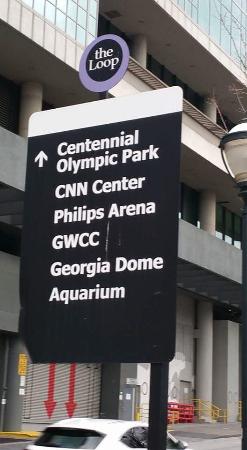 the
Loop
Centennial
Olympic Park
CNN Center
Philips Arena
GWCC
Georgia Dome
Aquarium